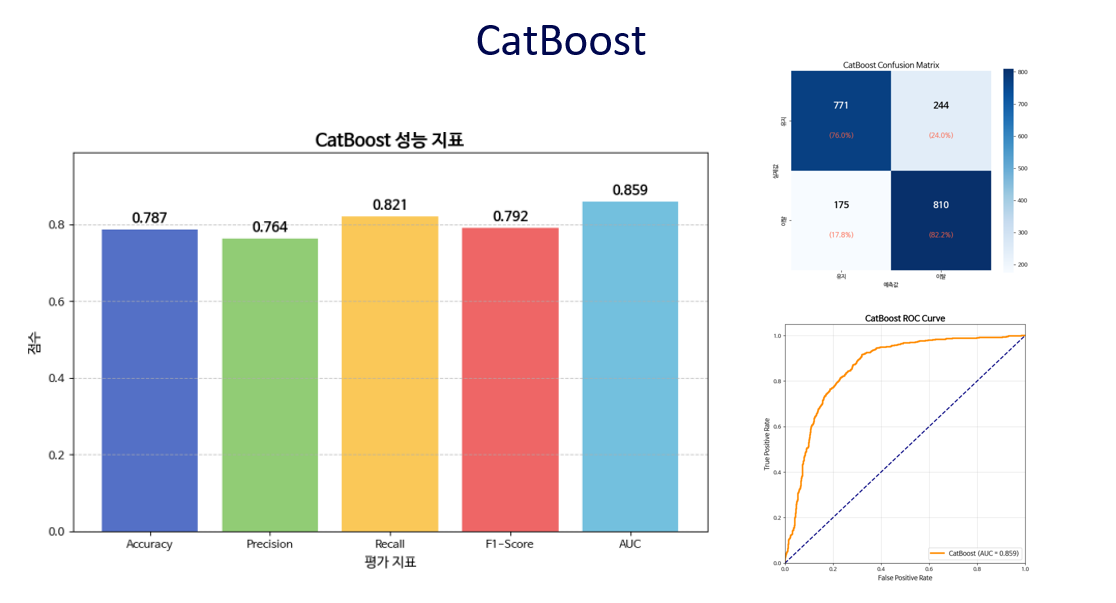 CatBoost
CatBoost 성능 지표
점수
0.8
0.6
0.4
0.2
0.0
0.787
0.764
0.821
0.792
0.859
Accuracy
Precision
Recall
F1-Score
AUC
평가 지표
CatBoost Confusion Matrix
실제값
유지
771
(76.0%)
244
(24.0%)
이탈
175
(17.8%)
810
(82.2%)
유지
이탈
예측값
800
700
600
500
400
300
200
CatBoost ROC Curve
True Positive Rate
1.0
0.8
0.6
0.4
0.2
0.0
CatBoost (AUC = 0.859)
0.0
0.2
0.4
0.6
0.8
1.0
False Positive Rate